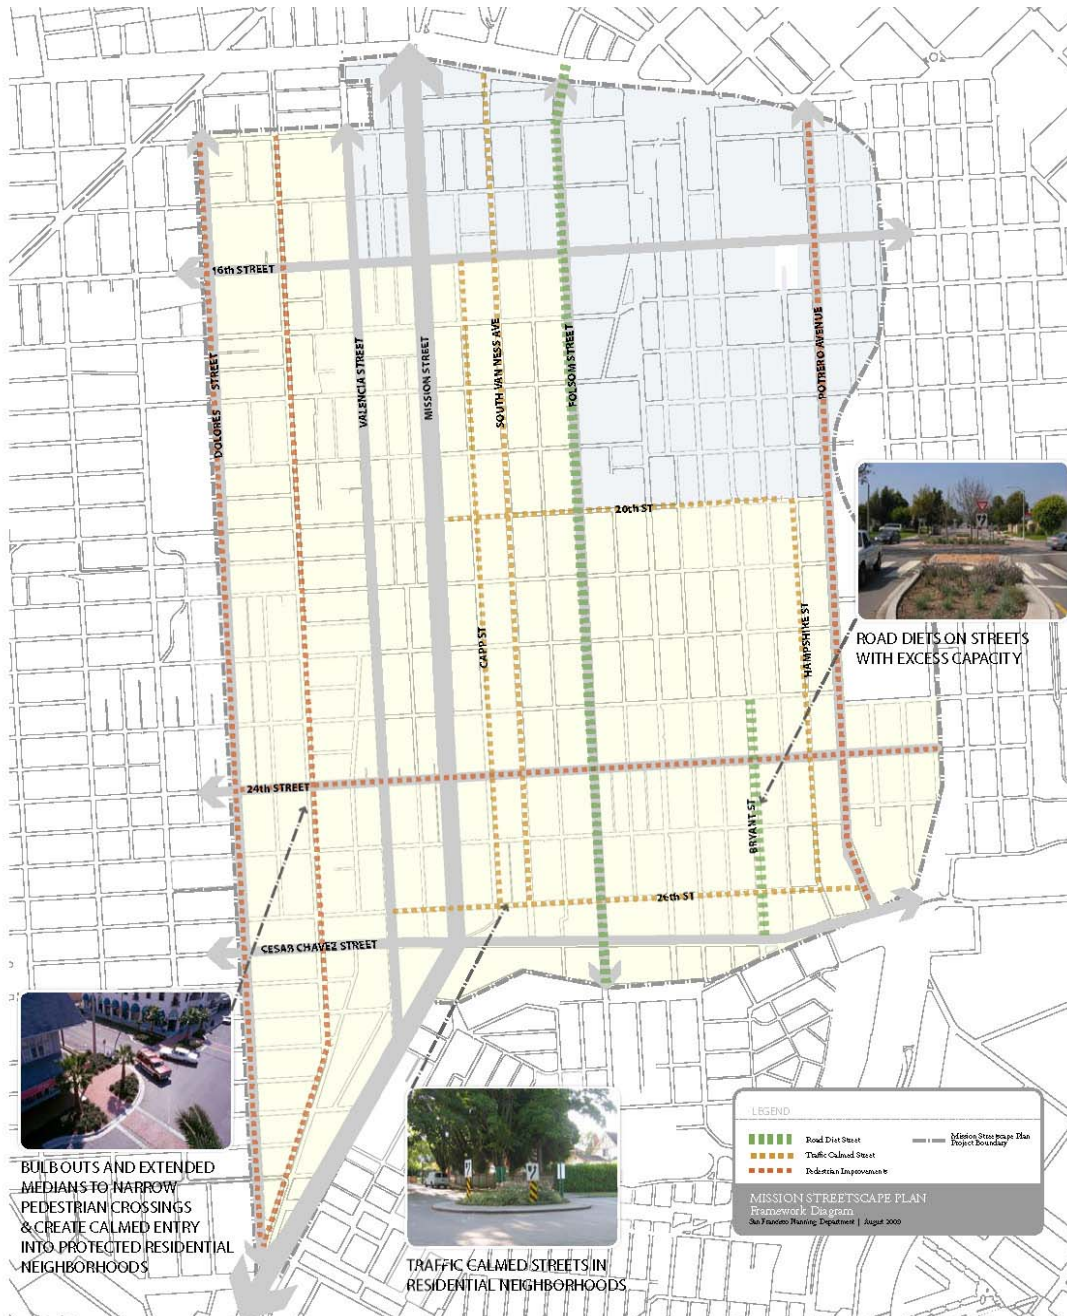 16th STREET
DOLORES STREET
VALENCIA STREET
MISSION STREET
SOUTH VAN NESS AVE
FOLSOM STREET
POTRERO AVENUE
20th ST
CAPP ST
HAMPSHIRE ST
ROAD DIETS ON STREETS
WITH EXCESS CAPACITY
24th STREET
BRYANT ST
26th ST
CESAR CHAVEZ STREET
BULBOUTS AND EXTENDED
MEDIANS TO NARROW
PEDESTRIAN CROSSINGS
& CREATE CALMED ENTRY
INTO PROTECTED RESIDENTIAL
NEIGHBORHOODS
TRAFFIC CALMED STREETS IN
RESIDENTIAL NEIGHBORHOODS
LEGEND
Road Diet Street
Traffic Calmed Street
Pedestrian Improvements
Mission Streetscape Plan
Project Boundary
MISSION STREETSCAPE PLAN
Framework Diagram
San Francisco Planning Department | August 2009